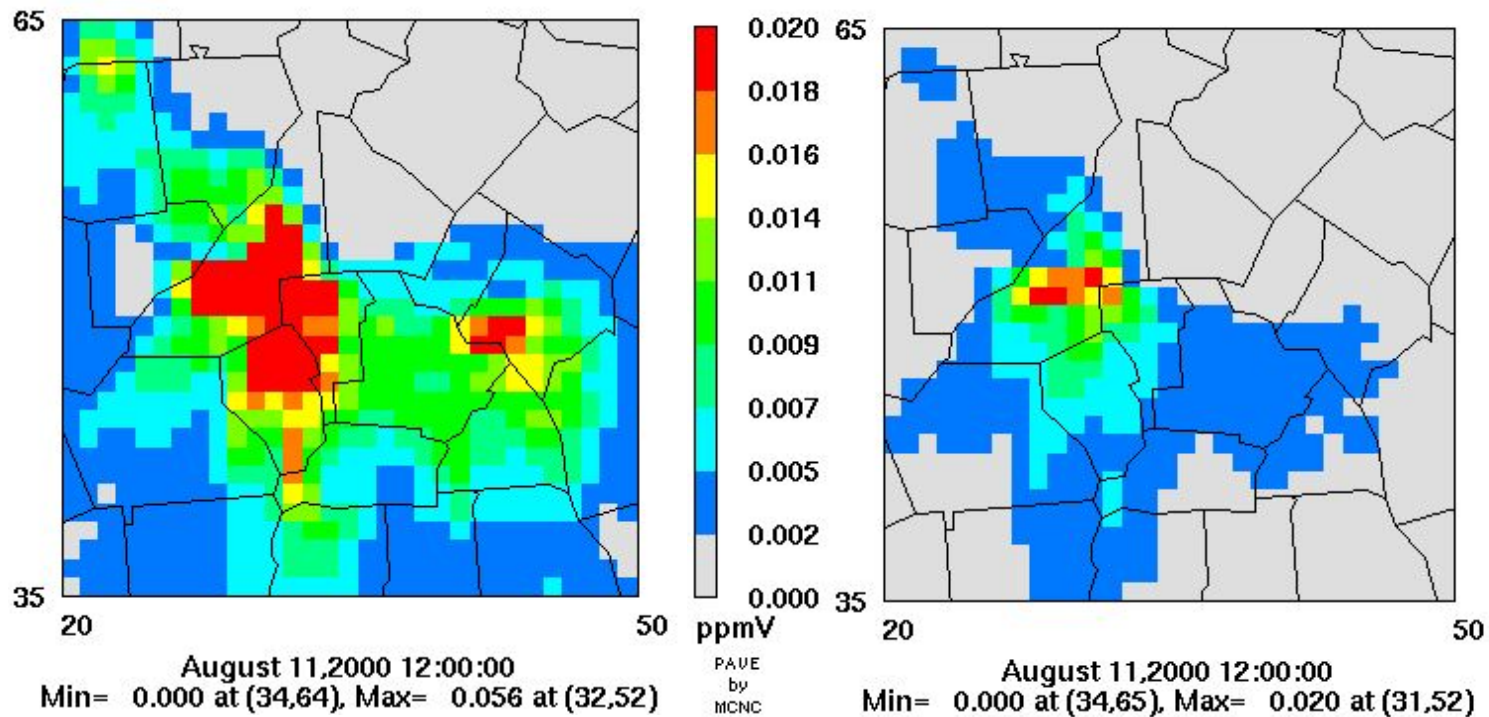 65
35
20
50
August 11,2000 12:00:00
Min= 0.000 at (34,64), Max= 0.056 at (32,52)
0.020
0.018
0.016
0.014
0.011
0.009
0.007
0.005
0.002
0.000
ppmV
PAVE
by
MCNC
65
35
20
50
August 11,2000 12:00:00
Min= 0.000 at (34,65), Max= 0.020 at (31,52)